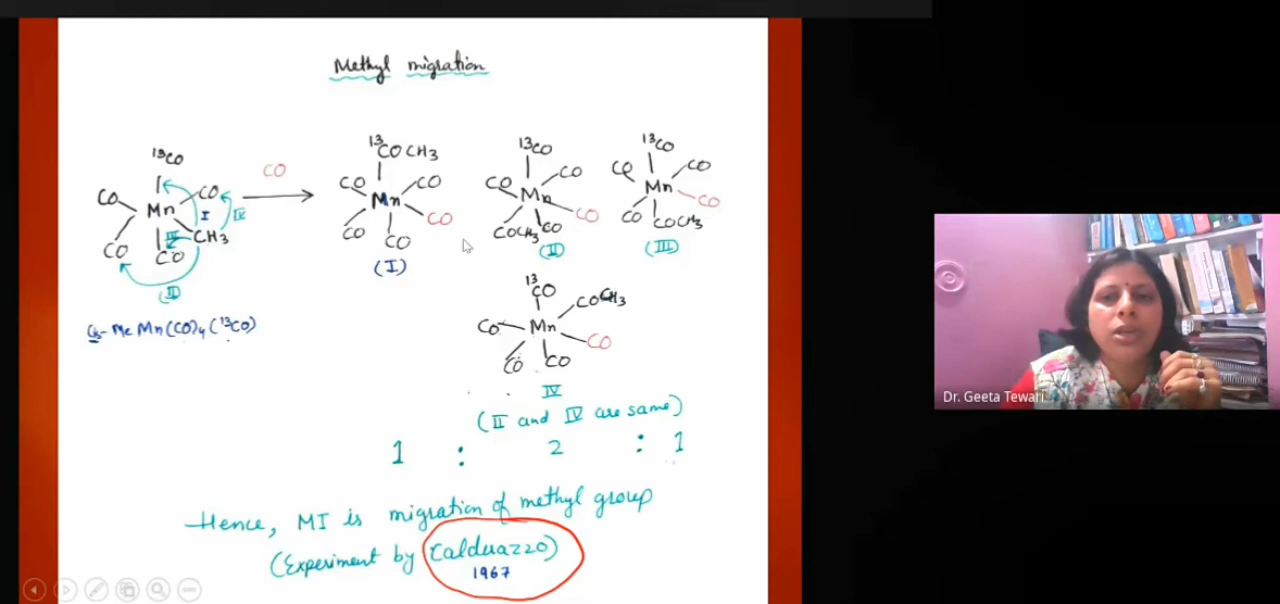 Methyl migration
13CO
CO CO
Mn I IV
III CH3
CO CO
(II)
Cis- Me Mn(CO)4 (13CO)
CO
13COCH3
CO CO
Mn
CO CO
CO
(I)
13CO
CO CO
Mn
CO
COCH3 CO
(II)
13CO
CO CO
Mn
CO
CO COCH3
(III)
13CO
COCH3
CO Mn
CO
CO CO
IV
(II and IV are same)
1 : 2 : 1
Hence, MI is migration of methyl group
(Experiment by Calderazzo)
1967
Dr. Geeta Tewari